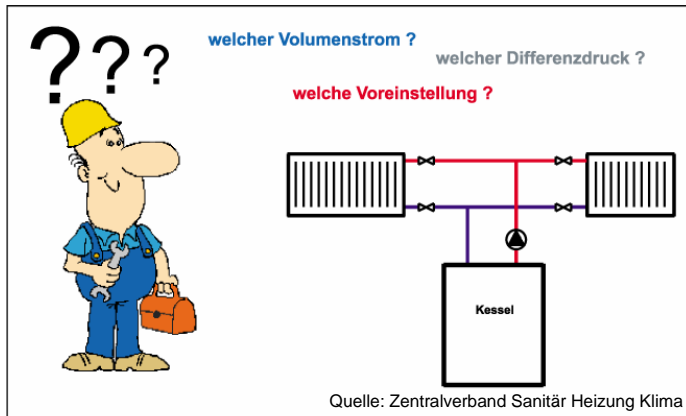 ? ? ?
welcher Volumenstrom ?
welcher Differenzdruck ?
welche Voreinstellung ?
Kessel
Quelle: Zentralverband Sanitär Heizung Klima